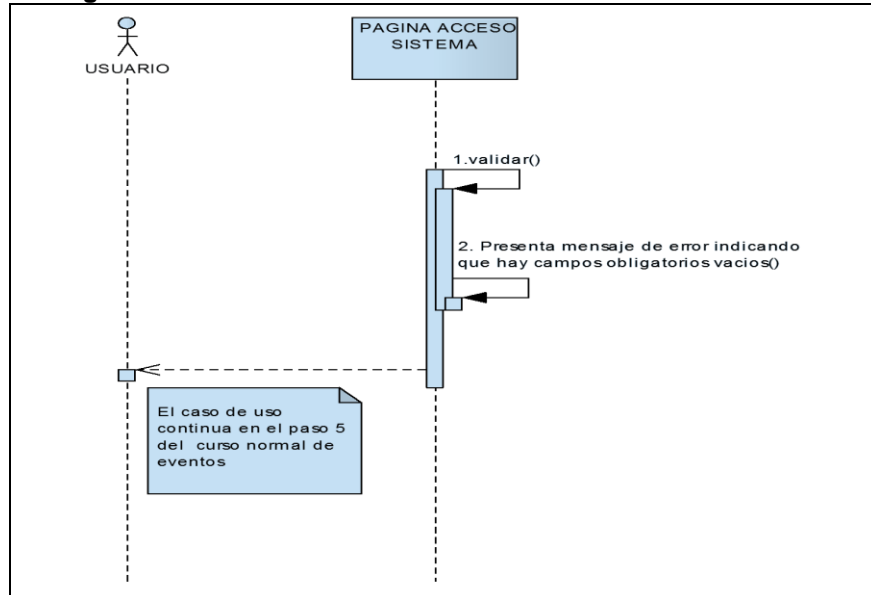 USUARIO
PAGINA ACCESO
SISTEMA
1.validar()
2. Presenta mensaje de error indicando
que hay campos obligatorios vacios()
El caso de uso
continua en el paso 5
del curso normal de
eventos